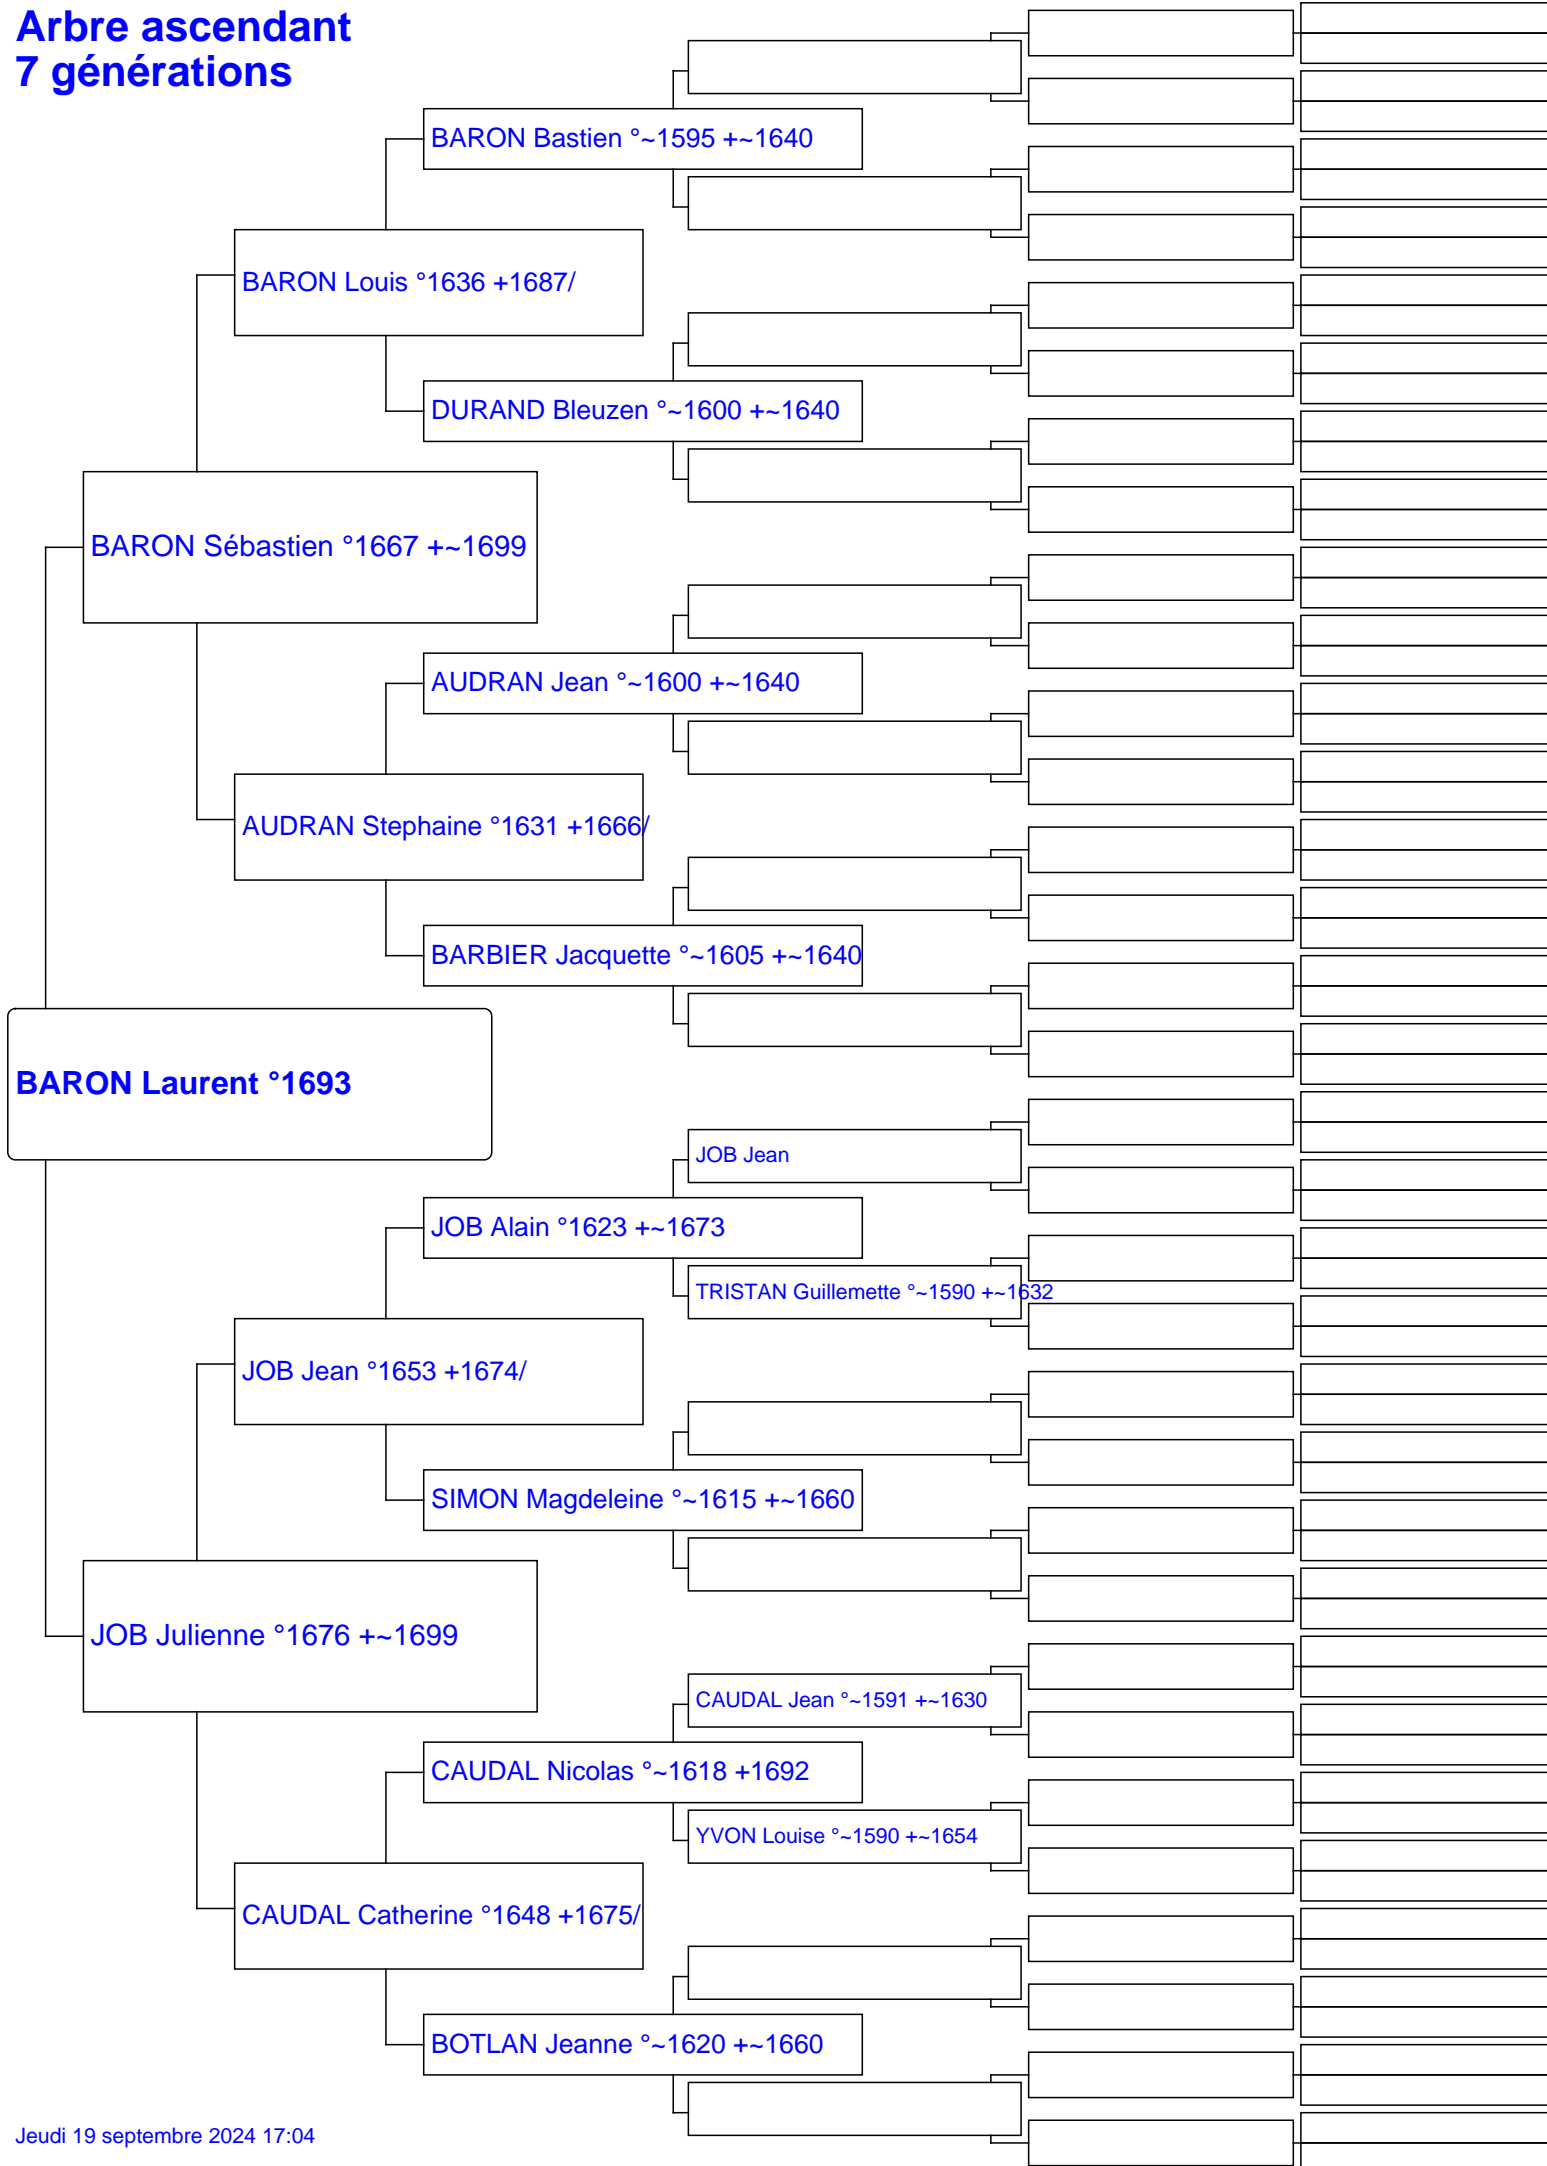 Arbre ascendant
7 générations
BARON Bastien °~1595 +~1640
BARON Louis °1636 +1687/
DURAND Bleuzen °~1600 +~1640
BARON Sébastien °1667 +~1699
AUDRAN Jean °~1600 +~1640
AUDRAN Stephaine °1631 +1666/
BARBIER Jacquette °~1605 +~1640
BARON Laurent °1693
JOB Jean
JOB Alain °1623 +~1673
TRISTAN Guillemette °~1590 +~1632
JOB Jean °1653 +1674/
SIMON Magdeleine °~1615 +~1660
JOB Julienne °1676 +~1699
CAUDAL Jean °~1591 +~1630
CAUDAL Nicolas °~1618 +1692
YVON Louise °~1590 +~1654
CAUDAL Catherine °1648 +1675/
BOTLAN Jeanne °~1620 +~1660
Jeudi 19 septembre 2024 17:04